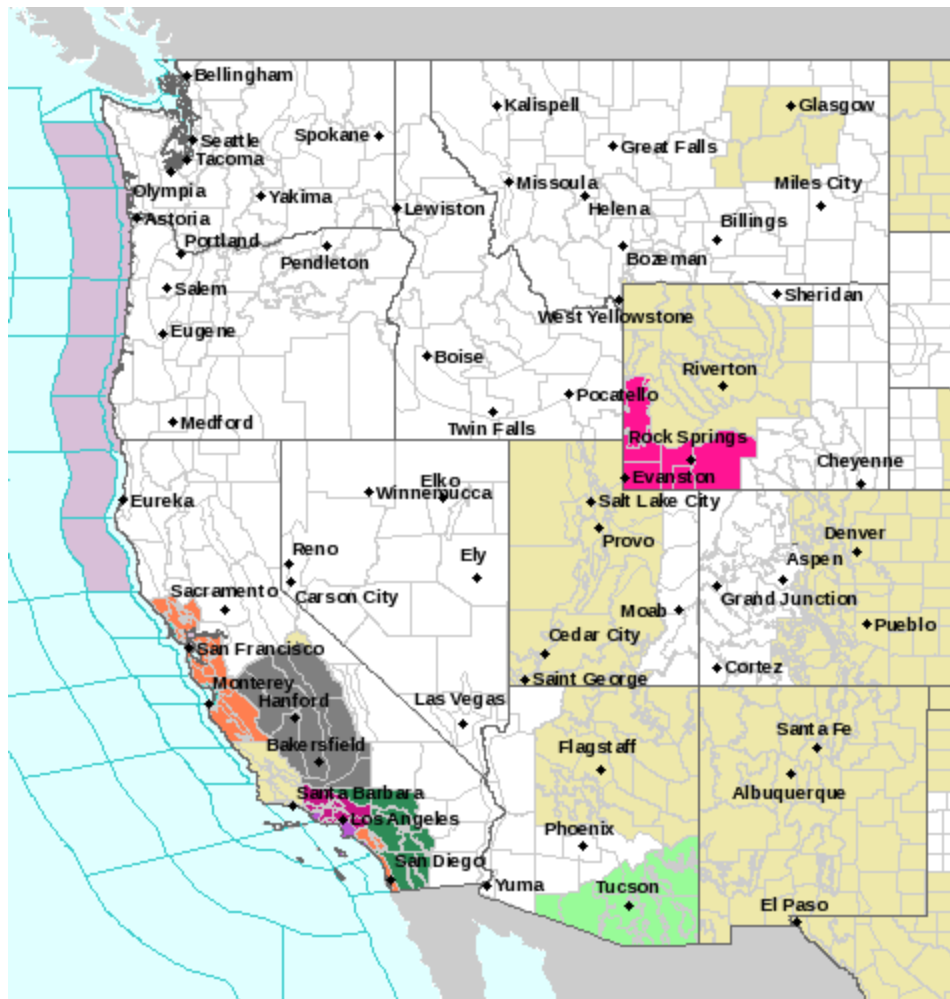 Bellingham
Kalispell
Glasgow
Seattle
Spokane
Great Falls
Tacoma
Olympia
Missoula
Miles City
Yakima
Lewiston
Helena
Astoria
Billings
Portland
Pendleton
Bozeman
Salem
Sheridan
West Yellowstone
Eugene
Boise
Riverton
Pocatello
Medford
Twin Falls
Rock Springs
Cheyenne
Evanston
Elko
Winnemucca
Eureka
Salt Lake City
Provo
Denver
Reno
Ely
Aspen
Sacramento
Carson City
Grand Junction
Moab
Pueblo
Cedar City
San Francisco
Cortez
Saint George
Monterey
Hanford
Las Vegas
Santa Fe
Bakersfield
Flagstaff
Albuquerque
Santa Barbara
Los Angeles
Phoenix
San Diego
Yuma
Tucson
El Paso